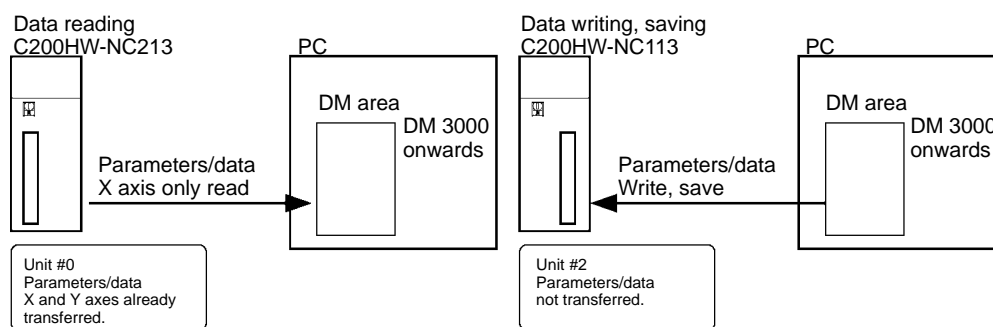 Data reading
C200HW-NC213
PC
DM area
DM 3000
onwards
Parameters/data
X axis only read
Unit #0
Parameters/data
X and Y axes already
transferred.
Data writing, saving
C200HW-NC113
PC
DM area
DM 3000
onwards
Parameters/data
Write, save
Unit #2
Parameters/data
not transferred.